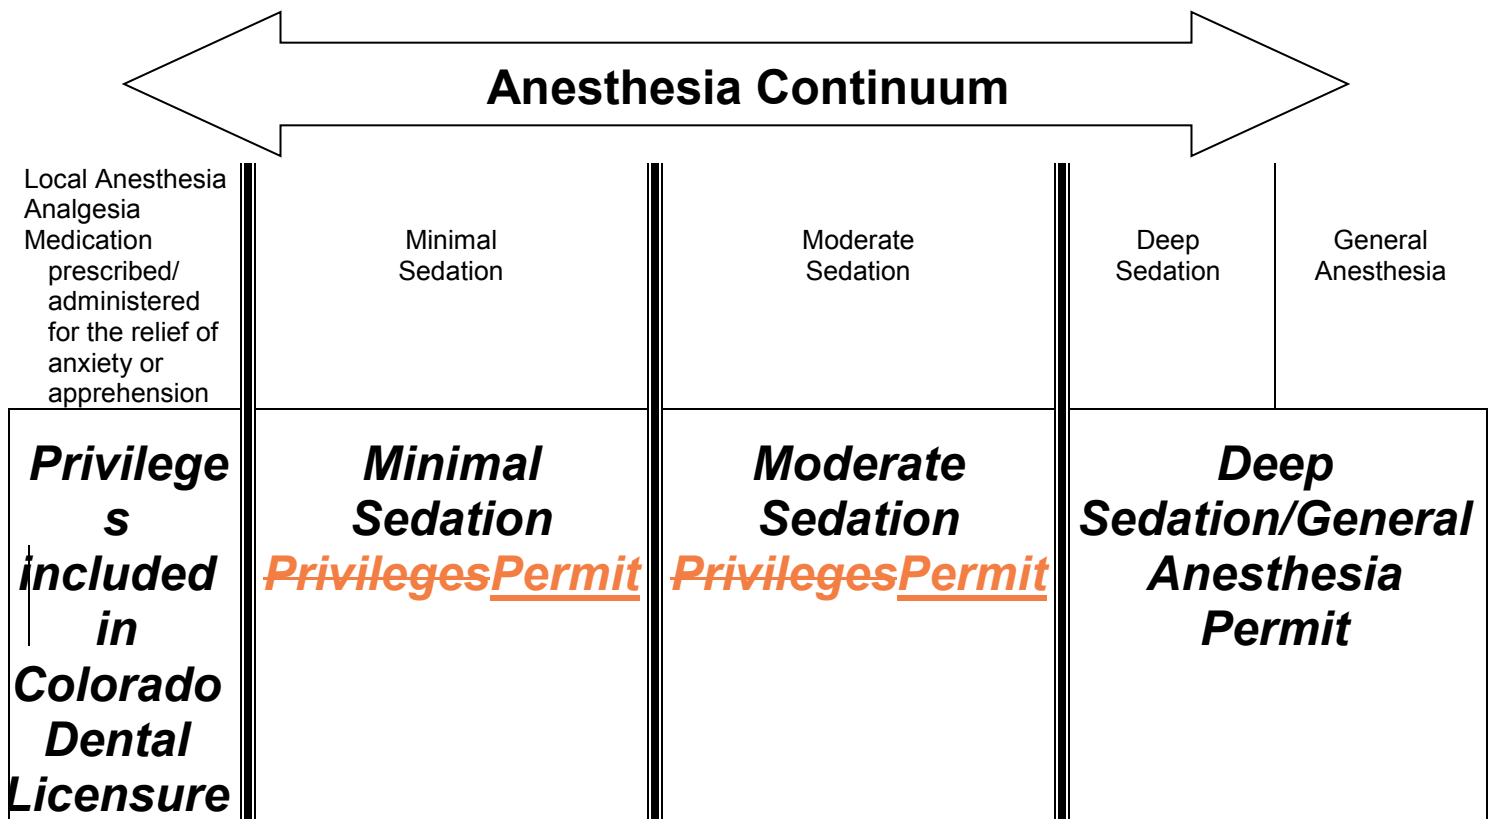 Anesthesia Continuum
Local Anesthesia
Analgesia
Medication
prescribed/
administered
for the relief of
anxiety or
apprehension
Minimal
Sedation
Moderate
Sedation
Deep
Sedation
General
Anesthesia
Privilege
s
included
in
Colorado
Dental
Licensure
Minimal
Sedation
PrivilegesPermit
Moderate
Sedation
PrivilegesPermit
Deep
Sedation/General
Anesthesia
Permit